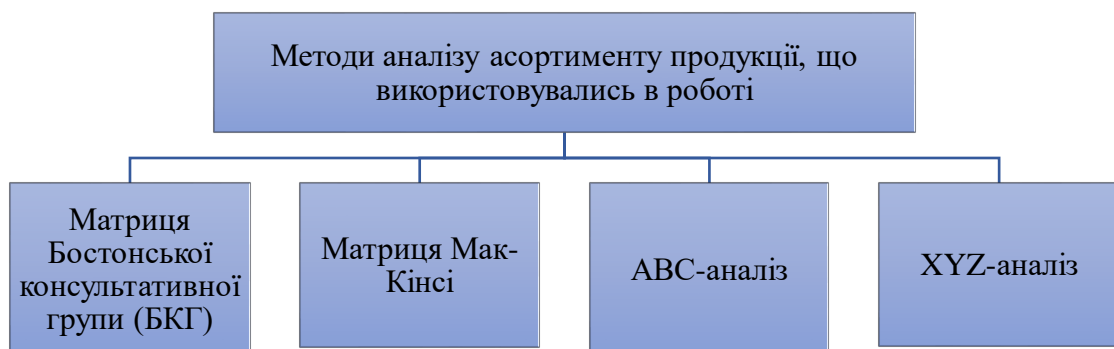 Методи аналізу асортименту продукції, що
використовувались в роботі
Матриця
Бостонської
консультативної
групи (БКГ)
Матриця Мак-
Кінсі
АВС-аналіз
XYZ-аналіз